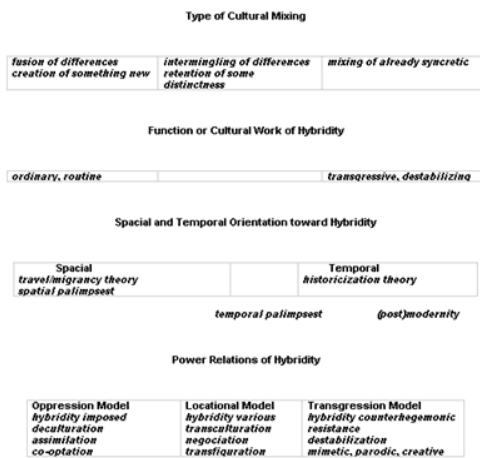 Type of Cultural Mixing
fusion of differences intermingling of differences mixing of already syncretic
creation of something new retention of some
distinctness
Function or Cultural Work of Hybridity
ordinary, routine transgressive, destabilizing
Spacial and Temporal Orientation toward Hybridity
Spacial Temporal
travel/migrancy theory historicization theory
spatial palimpsest
temporal palimpsest (post)modernity
Power Relations of Hybridity
Oppression Model Locational Model Transgression Model
hybridity imposed hybridity various hybridity counterhegemonic
deculturation transculturation resistance
assimilation negociation destabilization
co-optation transfiguration mimetic, parodic, creative